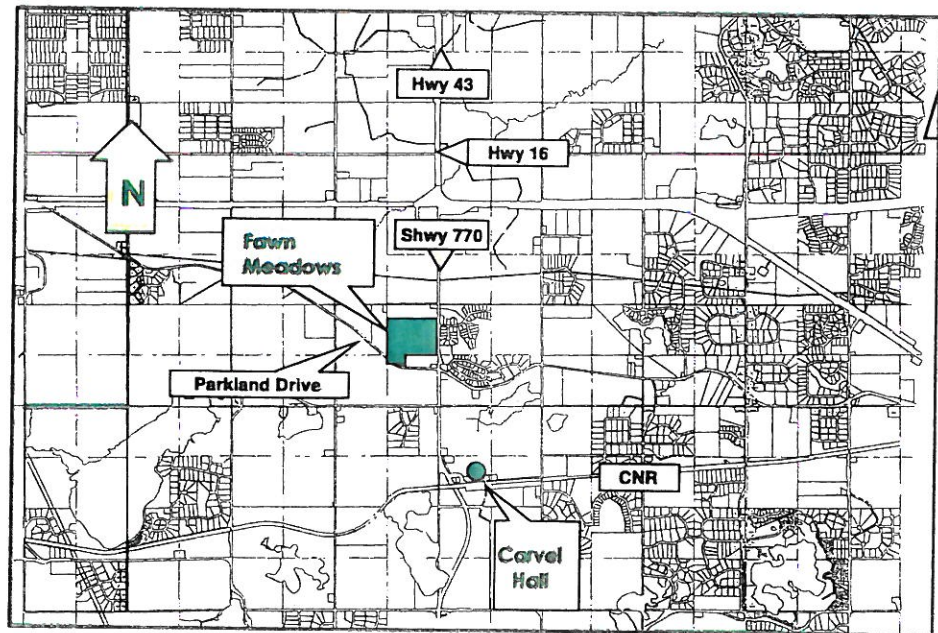 Hwy 43
Hwy 16
N
Shwy 770
Fawn
Meadows
Parkland Drive
CNR
Carvel
Hall